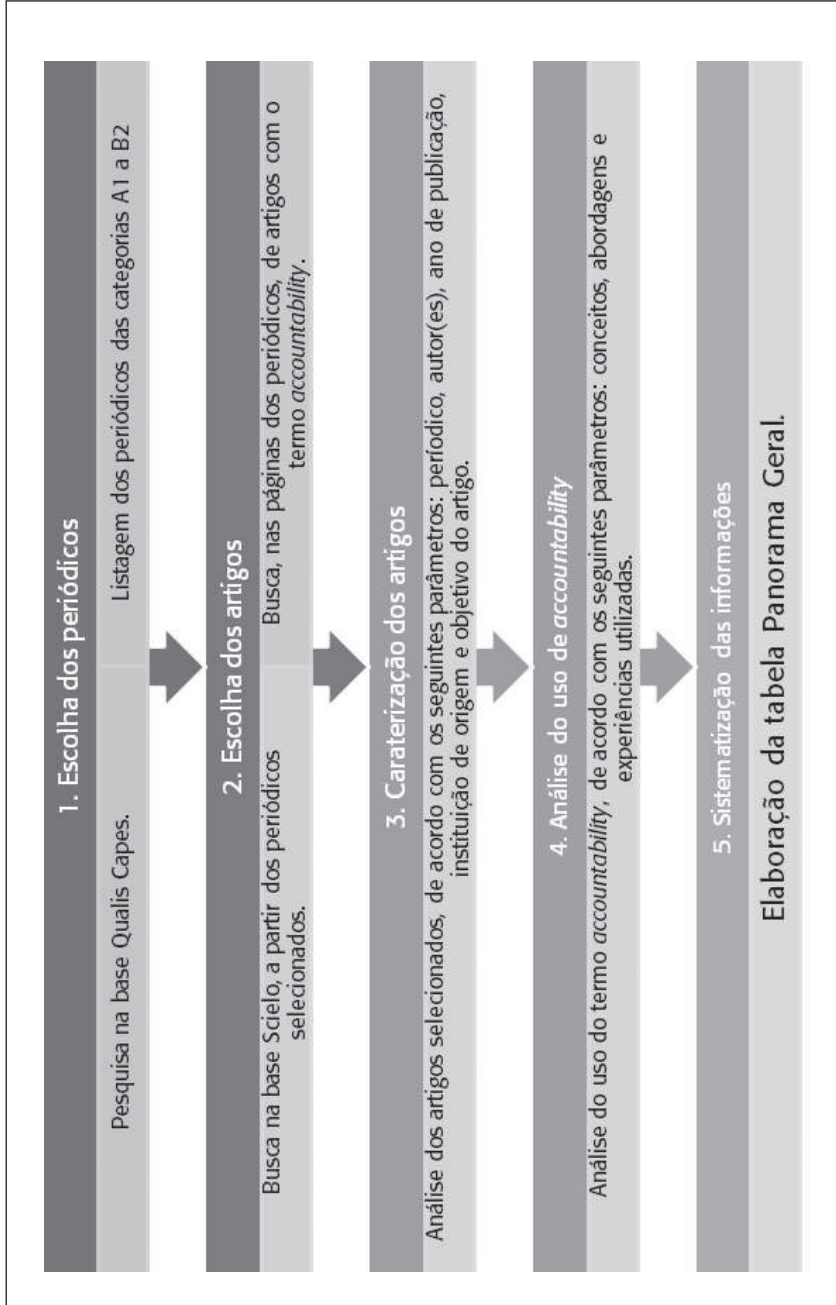 1. Escolha dos periódicos
Pesquisa na base Qualis Capes.
Listagem dos periódicos das categorias A1 a B2
2. Escolha dos artigos
Busca na base Scielo, a partir dos periódicos
selecionados.
Busca, nas páginas dos periódicos, de artigos com o
termo accountability.
3. Caraterização dos artigos
Análise dos artigos selecionados, de acordo com os seguintes parâmetros: períodico, autor(es), ano de publicação,
instituição de origem e objetivo do artigo.
4. Análise do uso de accountability
Análise do uso do termo accountability, de acordo com os seguintes parâmetros: conceitos, abordagens e
experiências utilizadas.
5. Sistematização das informações
Elaboração da tabela Panorama Geral.